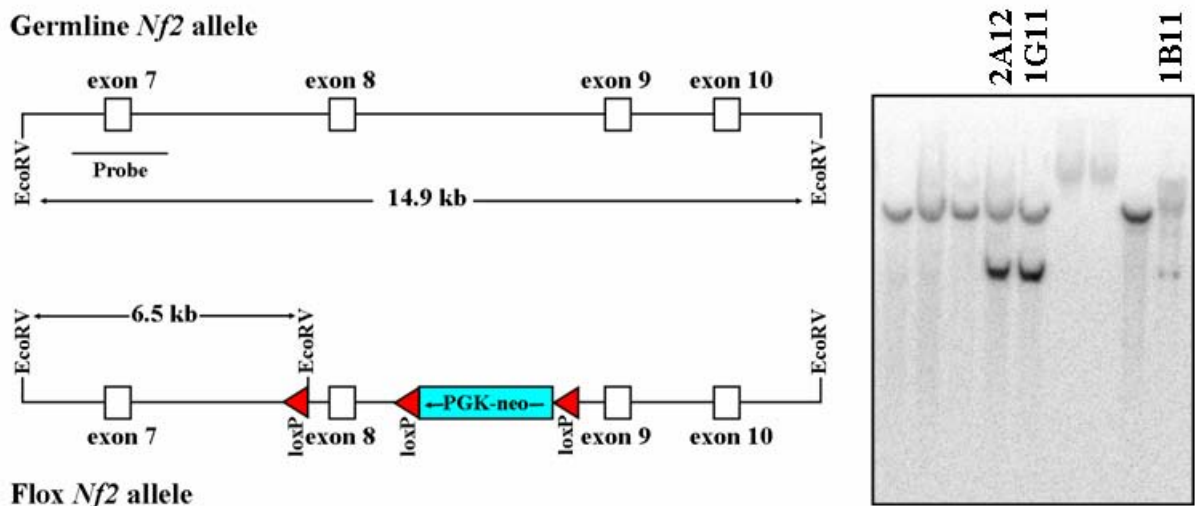 Germline Nf2 allele
exon 7
exon 8
exon 9
exon 10
EcoRV
Probe
EcoRV
14.9 kb
6.5 kb
EcoRV
EcoRV
EcoRV
PGK-neo
exon 7
loxP
exon 8
loxP
loxP
exon 9
exon 10
Flox Nf2 allele
2A12
1G11
1B11